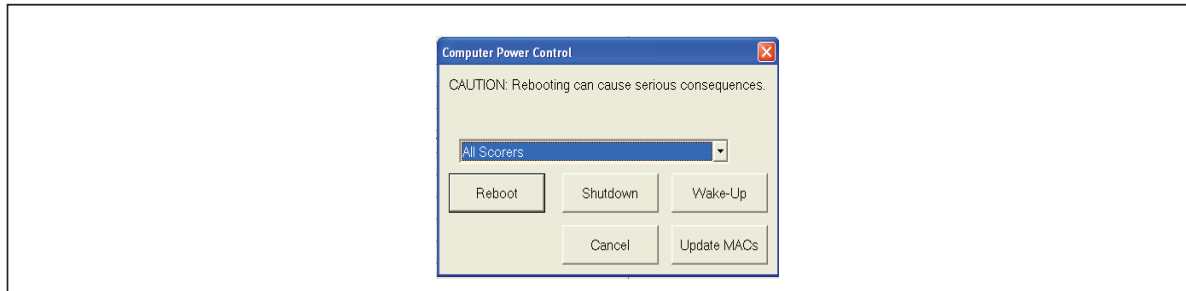 Computer Power Control
CAUTION: Rebooting can cause serious consequences.
All Scorers
Reboot Shutdown Wake-Up
Cancel Update MACs